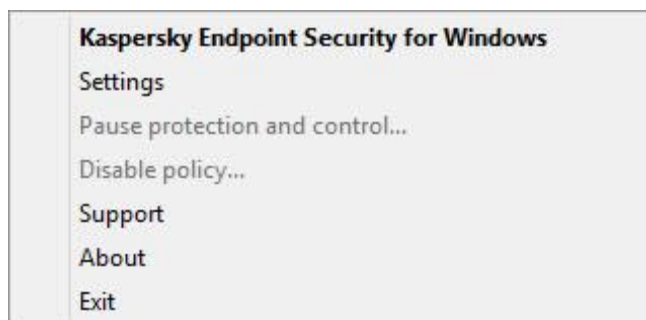 Kaspersky Endpoint Security for Windows
Settings
Pause protection and control...
Disable policy...
Support
About
Exit